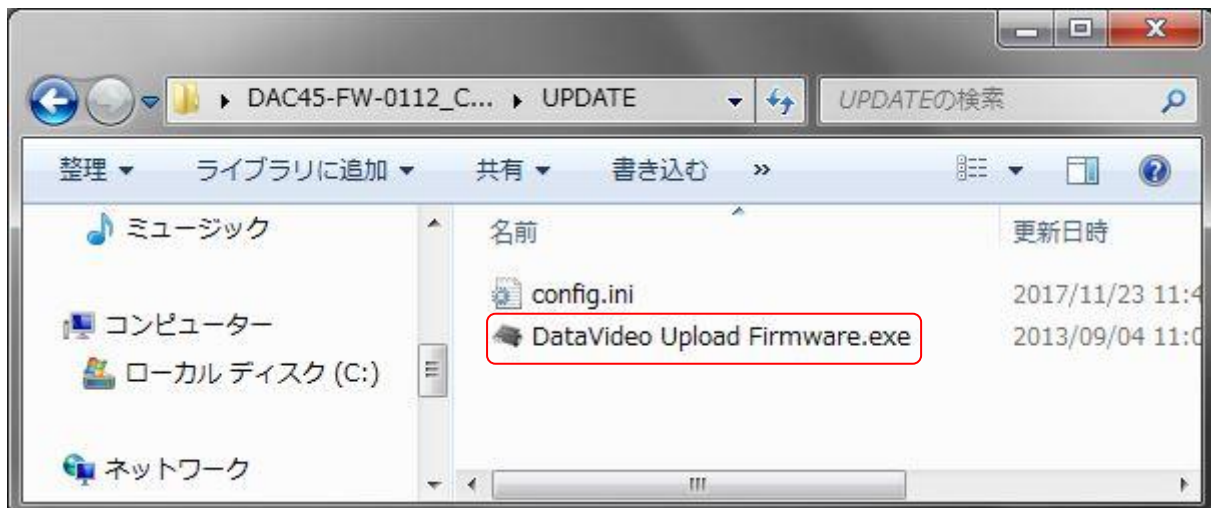 DAC45-FW-0112_C... ▸ UPDATE UPDATEの検索
整理 ライブラリに追加 共有 書き込む »
ミュージック
コンピューター
ローカル ディスク (C:)
ネットワーク
名前 更新日時
config.ini 2017/11/23 11:4
DataVideo Upload Firmware.exe 2013/09/04 11:0